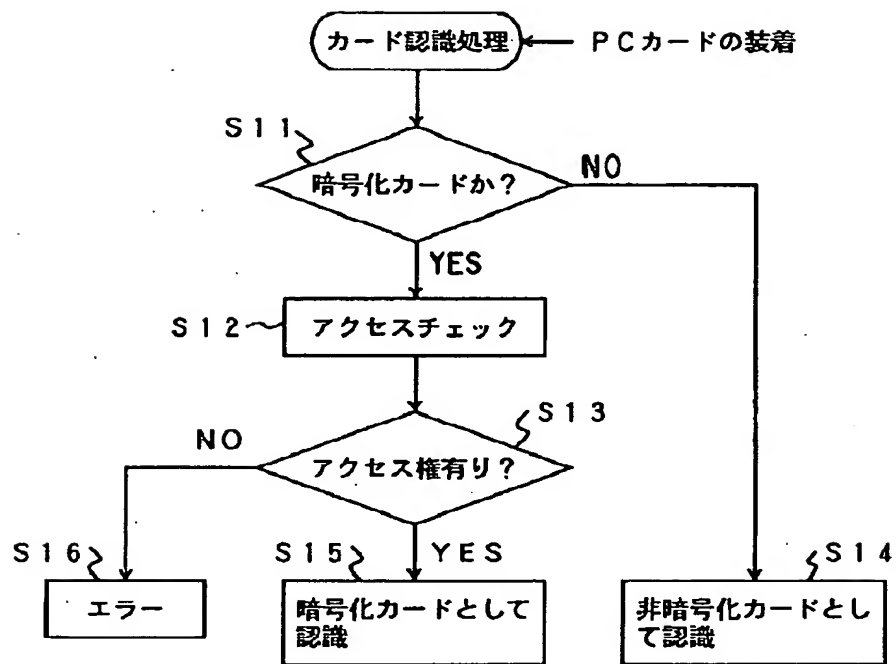 カード認識処理
PCカードの装着
S11
暗号化カードか?
NO
YES
S12
アクセスチェック
S13
NO
アクセス権有り?
S16
S15
YES
S14
エラー
暗号化カードとして
認識
非暗号化カードとし
て認識